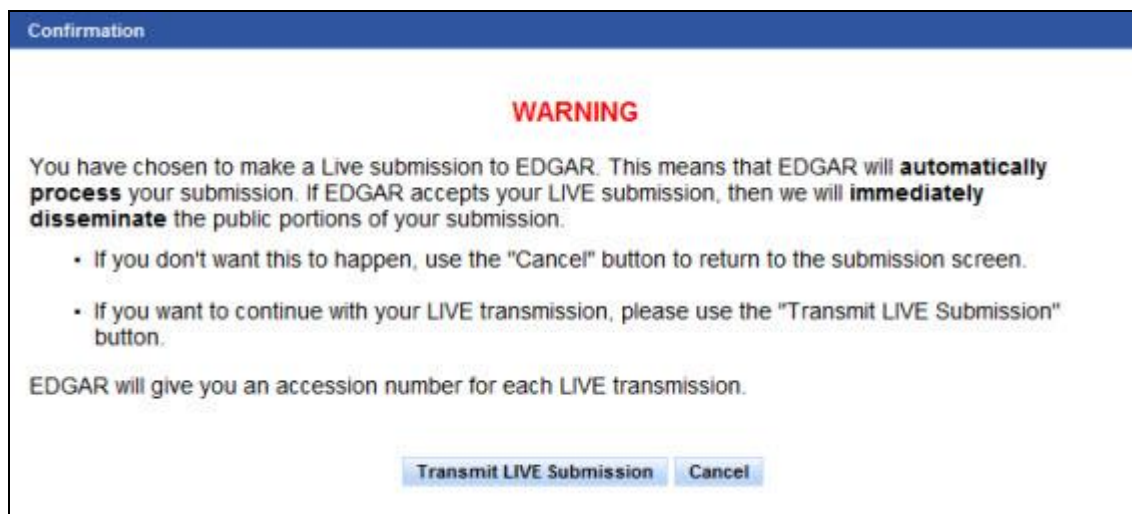 Confirmation
WARNING
You have chosen to make a Live submission to EDGAR. This means that EDGAR will automatically
process your submission. If EDGAR accepts your LIVE submission, then we will immediately
disseminate the public portions of your submission.
• If you don't want this to happen, use the "Cancel" button to return to the submission screen.
• If you want to continue with your LIVE transmission, please use the "Transmit LIVE Submission"
button.
EDGAR will give you an accession number for each LIVE transmission.
Transmit LIVE Submission Cancel